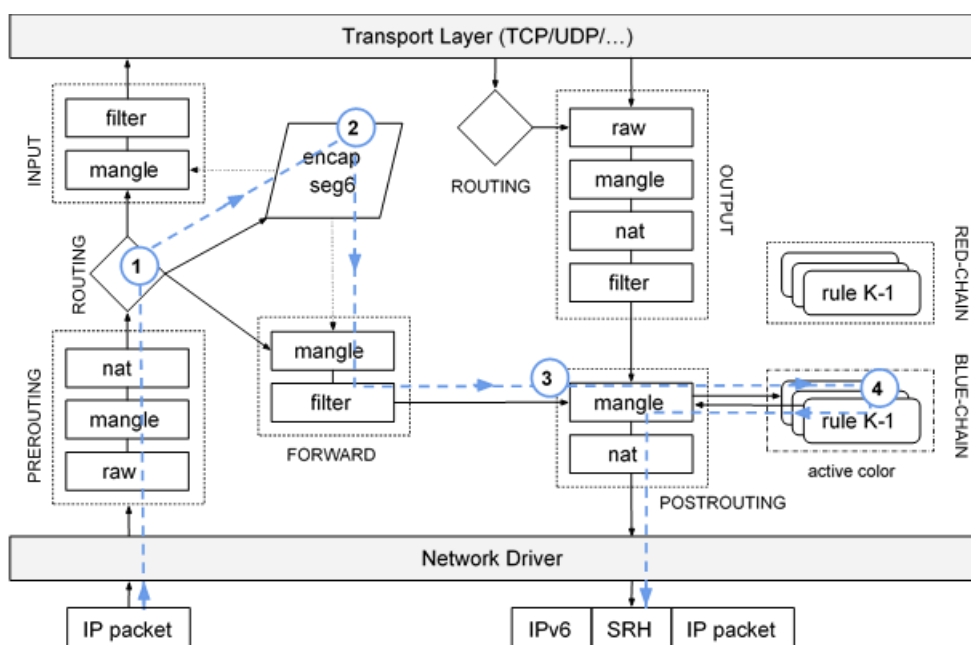 Transport Layer (TCP/UDP/…)
INPUT
filter
mangle
2
encap
seg6
ROUTING
raw
mangle
nat
filter
OUTPUT
ROUTING
1
RED-CHAIN
rule K-1
PREROUTING
nat
mangle
raw
mangle
filter
FORWARD
3
mangle
nat
POSTROUTING
4
rule K-1
BLUE-CHAIN
active color
Network Driver
IP packet
IPv6
SRH
IP packet